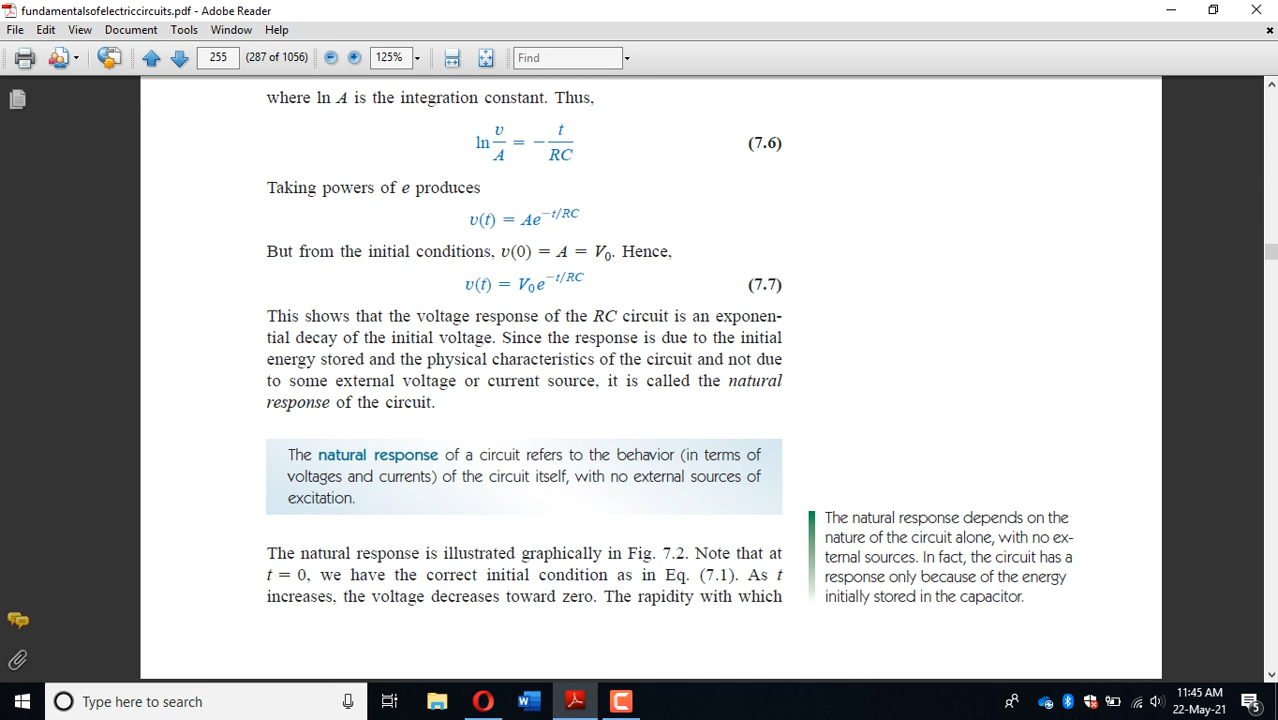 fundamentalsofelectriccircuits.pdf - Adobe Reader
File Edit View Document Tools Window Help
255 (287 of 1056) 125% Find
where ln A is the integration constant. Thus,
ln v/A = − t/RC (7.6)
Taking powers of e produces
v(t) = Ae^−t/RC
But from the initial conditions, v(0) = A = V₀. Hence,
v(t) = V₀e^−t/RC (7.7)
This shows that the voltage response of the RC circuit is an exponen-
tial decay of the initial voltage. Since the response is due to the initial
energy stored and the physical characteristics of the circuit and not due
to some external voltage or current source, it is called the natural
response of the circuit.
The natural response of a circuit refers to the behavior (in terms of
voltages and currents) of the circuit itself, with no external sources of
excitation.
The natural response is illustrated graphically in Fig. 7.2. Note that at
t = 0, we have the correct initial condition as in Eq. (7.1). As t
increases, the voltage decreases toward zero. The rapidity with which
The natural response depends on the
nature of the circuit alone, with no ex-
ternal sources. In fact, the circuit has a
response only because of the energy
initially stored in the capacitor.
Type here to search
11:45 AM
22-May-21
5